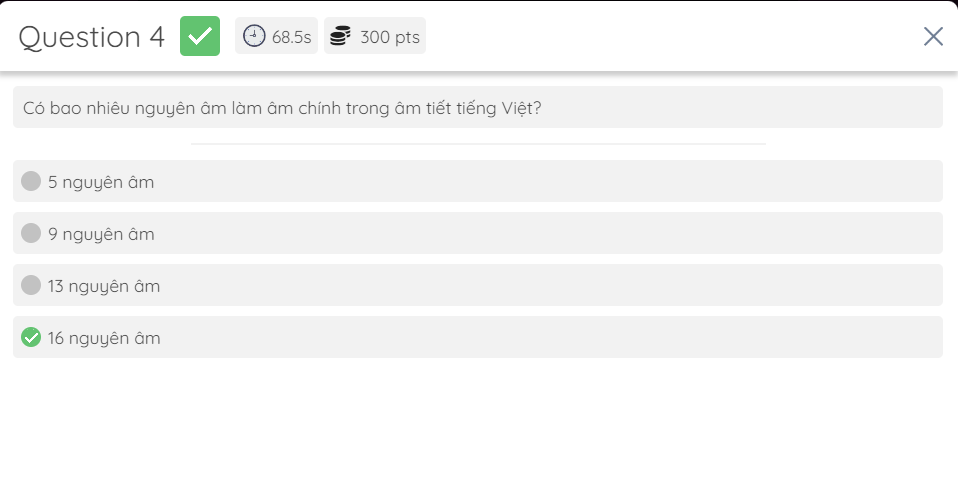 Question 4
68.5s
300 pts
Có bao nhiêu nguyên âm làm âm chính trong âm tiết tiếng Việt?
5 nguyên âm
9 nguyên âm
13 nguyên âm
16 nguyên âm